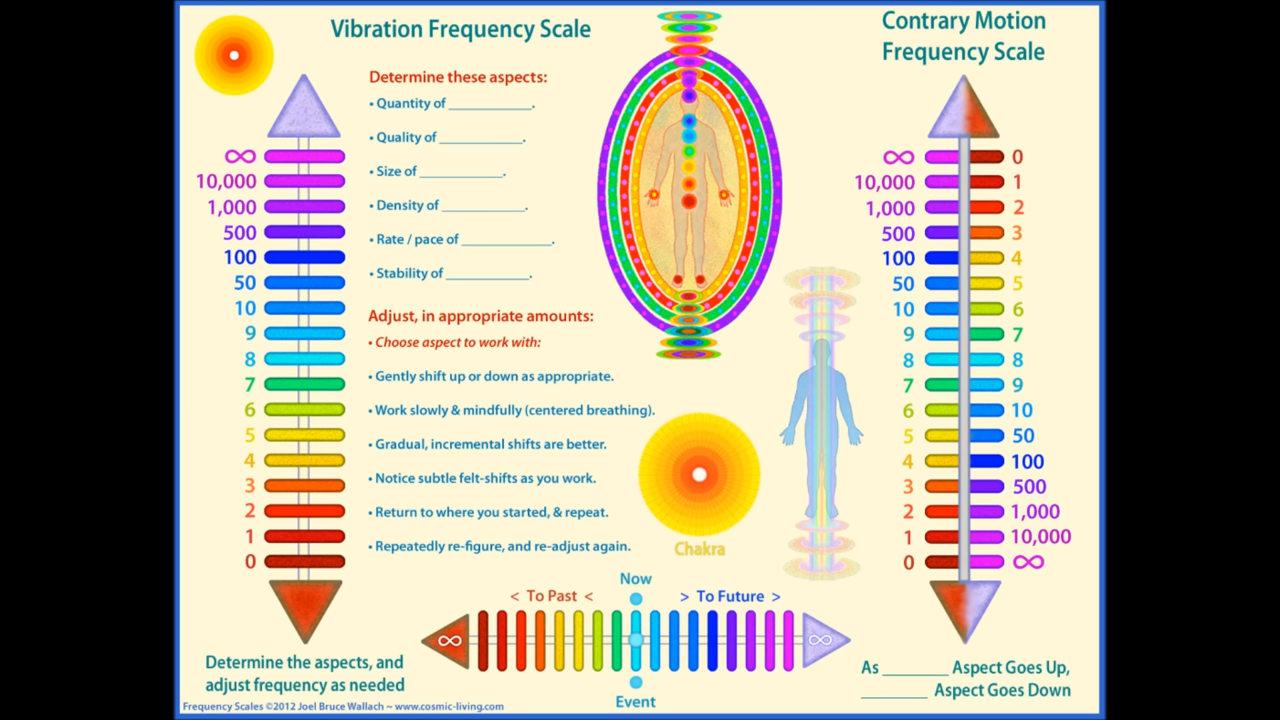 Vibration Frequency Scale
∞
10,000
1,000
500
100
50
10
9
8
7
6
5
4
3
2
1
0
Determine the aspects, and
adjust frequency as needed
Determine these aspects:
• Quantity of ____________.
• Quality of ____________.
• Size of ____________.
• Density of ____________.
• Rate / pace of _____________.
• Stability of ____________.
Adjust, in appropriate amounts:
• Choose aspect to work with:
• Gently shift up or down as appropriate.
• Work slowly & mindfully (centered breathing).
• Gradual, incremental shifts are better.
• Notice subtle felt-shifts as you work.
• Return to where you started, & repeat.
• Repeatedly re-figure, and re-adjust again.
Chakra
Now
< To Past <
> To Future >
∞
∞
Event
Contrary Motion
Frequency Scale
∞ 0
10,000 1
1,000 2
500 3
100 4
50 5
10 6
9 7
8 8
7 9
6 10
5 50
4 100
3 500
2 1,000
1 10,000
0 ∞
As ________ Aspect Goes Up,
________ Aspect Goes Down
Frequency Scales ©2012 Joel Bruce Wallach ~ www.cosmic-living.com